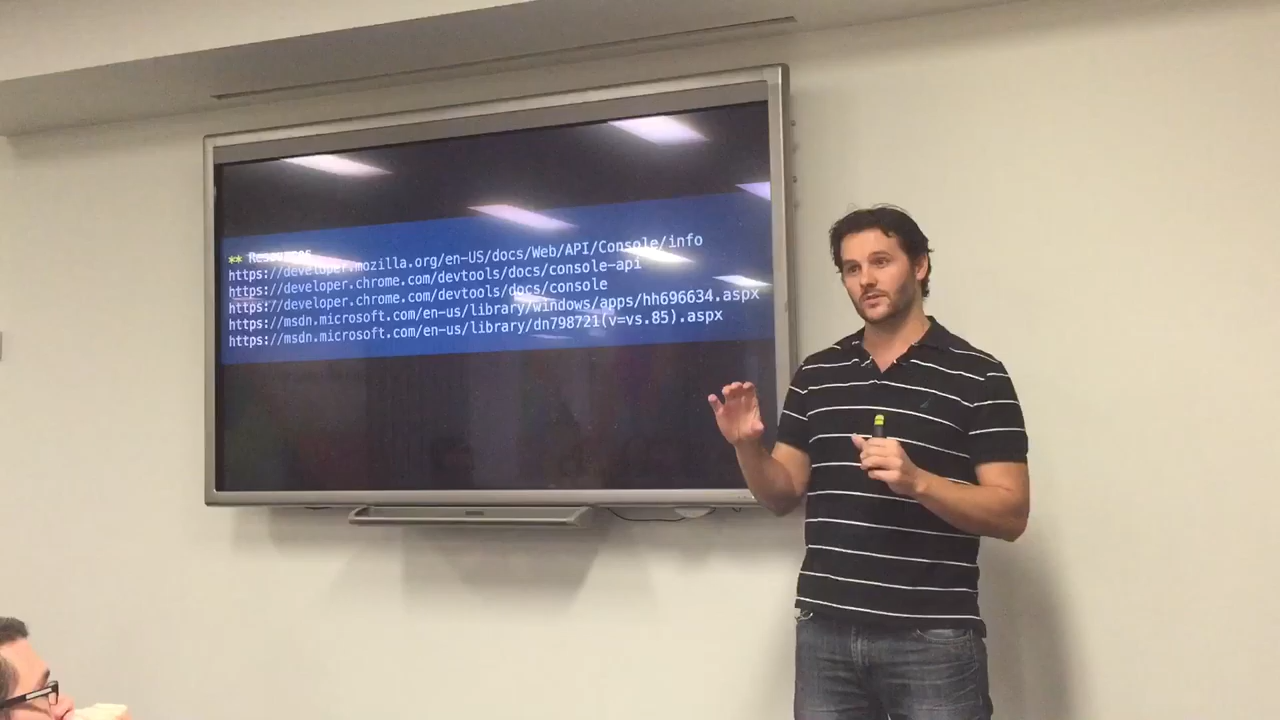 ** Resources
https://developer.mozilla.org/en-US/docs/Web/API/Console/info
https://developer.chrome.com/devtools/docs/console-api
https://developer.chrome.com/devtools/docs/console
https://msdn.microsoft.com/en-us/library/windows/apps/hh696634.aspx
https://msdn.microsoft.com/en-us/library/dn798721(v=vs.85).aspx